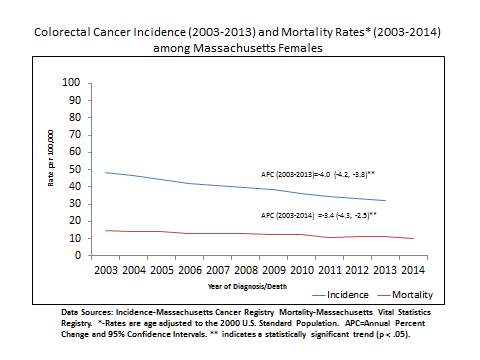 Colorectal Cancer Incidence (2003-2013) and Mortality Rates* (2003-2014)
among Massachusetts Females
100
90
80
70
60
50
40
30
20
10
0
Rate per 100,000
APC (2003-2013)=-4.0 (-4.2, -3.8)**
APC (2003-2014) =-3.4 (-4.3, -2.5)**
2003 2004 2005 2006 2007 2008 2009 2010 2011 2012 2013 2014
Year of Diagnosis/Death
Incidence Mortality
Data Sources: Incidence-Massachusetts Cancer Registry Mortality-Massachusetts Vital Statistics
Registry. *-Rates are age adjusted to the 2000 U.S. Standard Population. APC=Annual Percent
Change and 95% Confidence Intervals. ** indicates a statistically significant trend (p < .05).